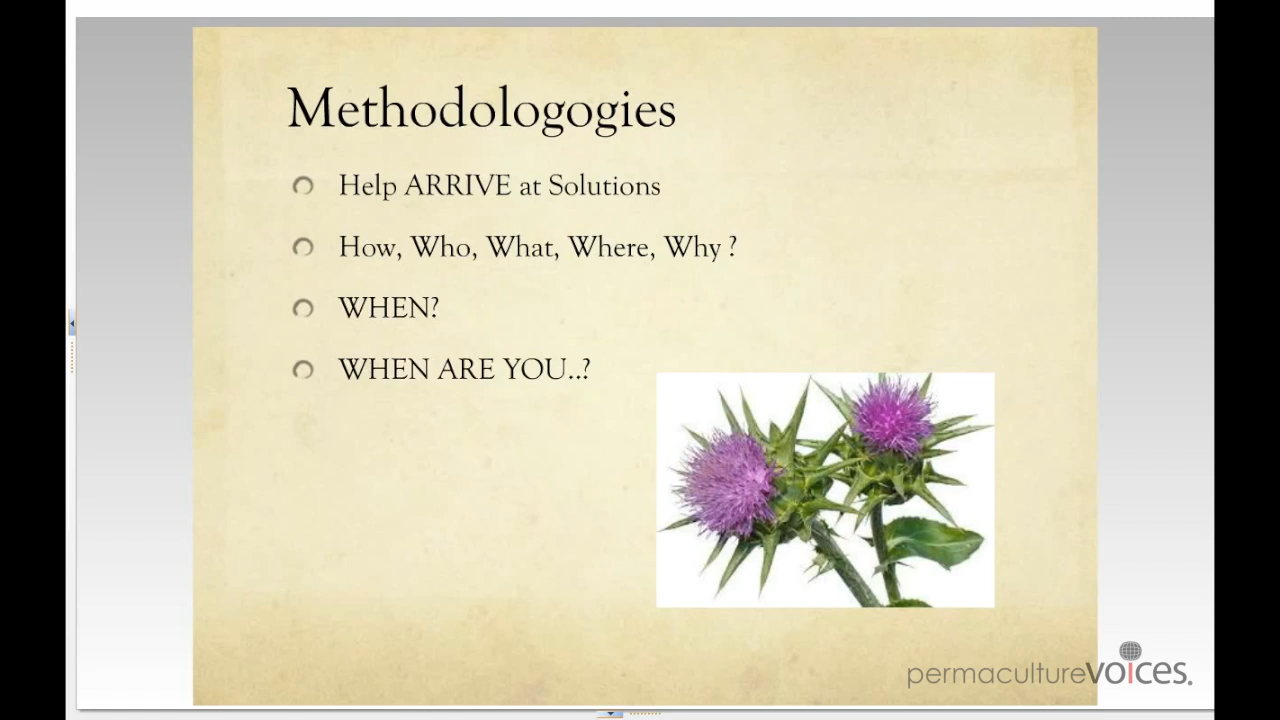 Methodologogies
Help ARRIVE at Solutions
How, Who, What, Where, Why ?
WHEN?
WHEN ARE YOU..?
permacultureVOICES.